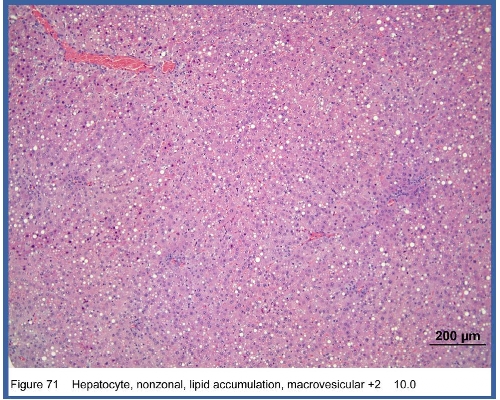 200 µm
Figure 71 Hepatocyte, nonzonal, lipid accumulation, macrovesicular +2 10.0